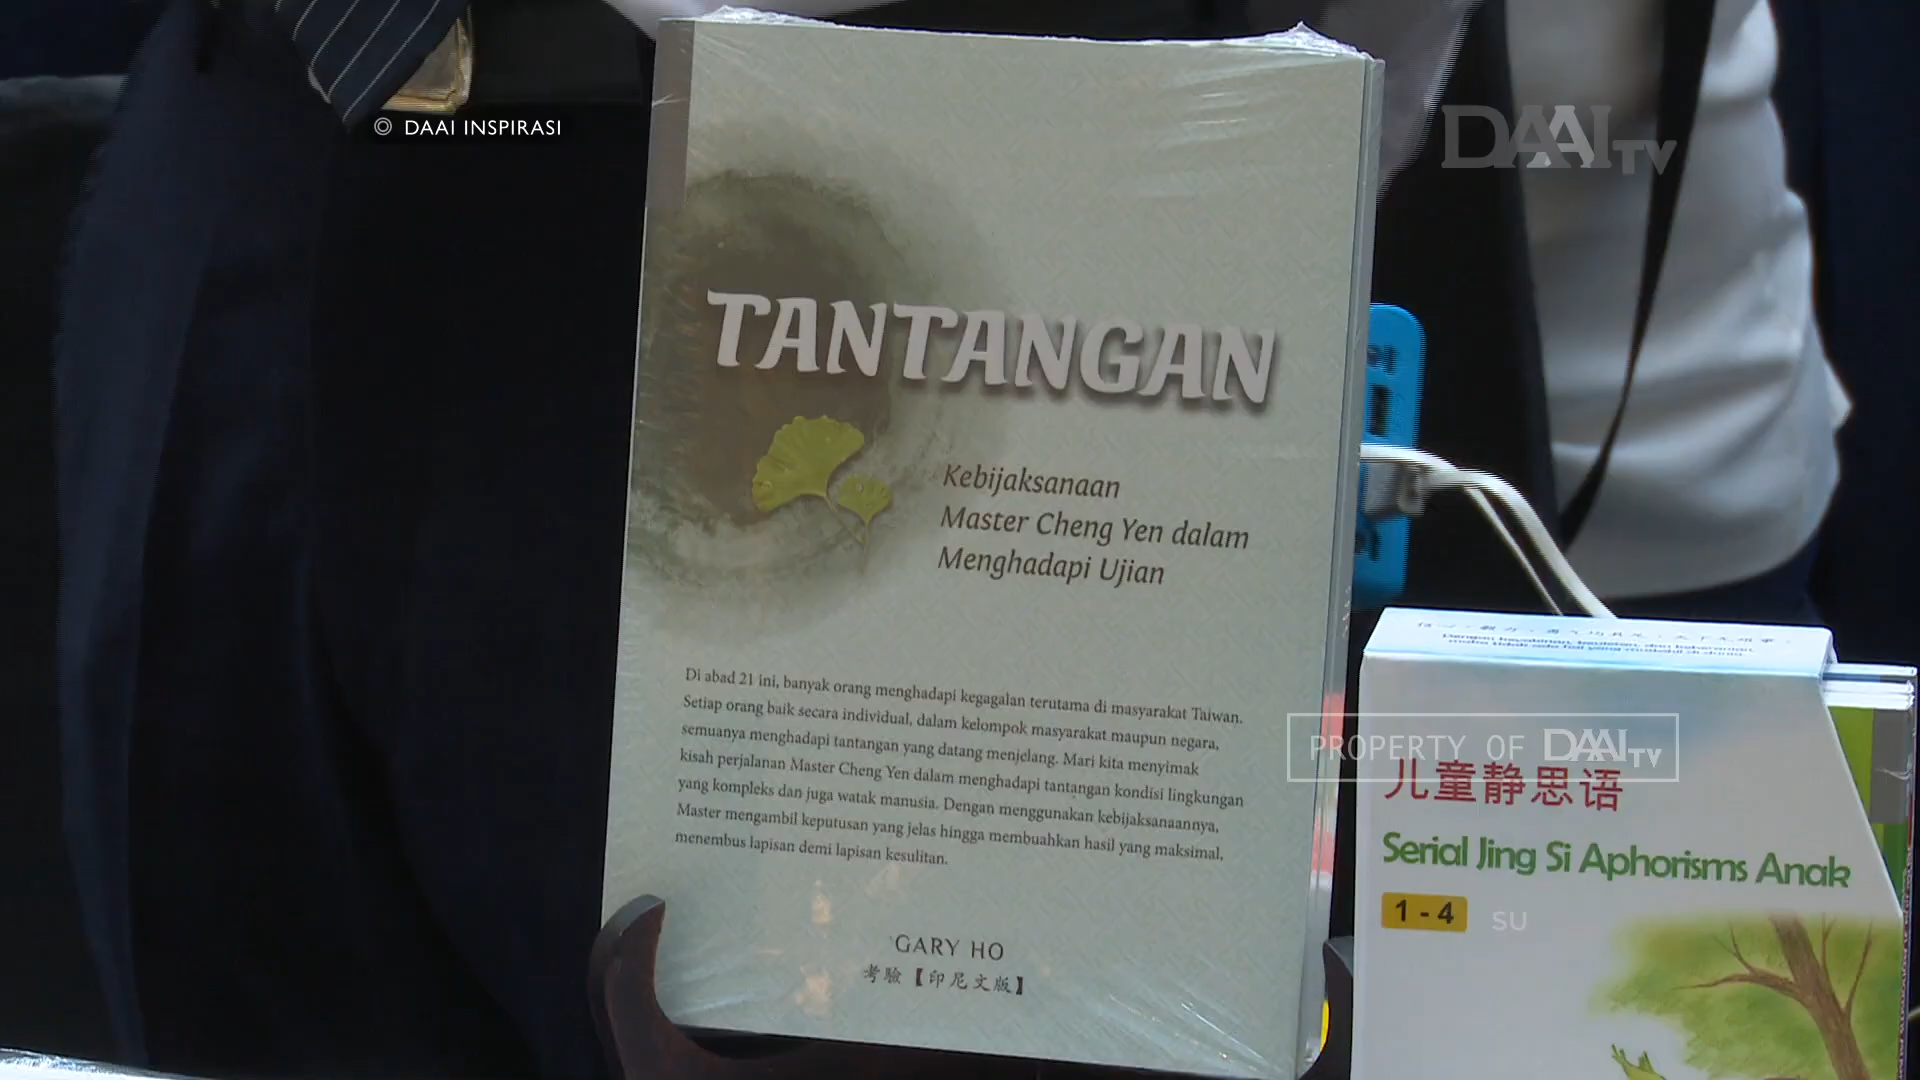 DAAI INSPIRASI
DAAI TV
TANTANGAN
Kebijaksanaan
Master Cheng Yen dalam
Menghadapi Ujian
Di abad 21 ini, banyak orang menghadapi kegagalan terutama di masyarakat Taiwan.
Setiap orang baik secara individual, dalam kelompok masyarakat maupun negara,
semuanya menghadapi tantangan yang datang menjelang. Mari kita menyimak
kisah perjalanan Master Cheng Yen dalam menghadapi tantangan kondisi lingkungan
yang kompleks dan juga watak manusia. Dengan menggunakan kebijaksanaannya,
Master mengambil keputusan yang jelas hingga membuahkan hasil yang maksimal,
menembus lapisan demi lapisan kesulitan.
GARY HO
考驗【印尼文版】
PROPERTY OF DAAI TV
儿童静思语
Serial Jing Si Aphorisms Anak
1 - 4
SU